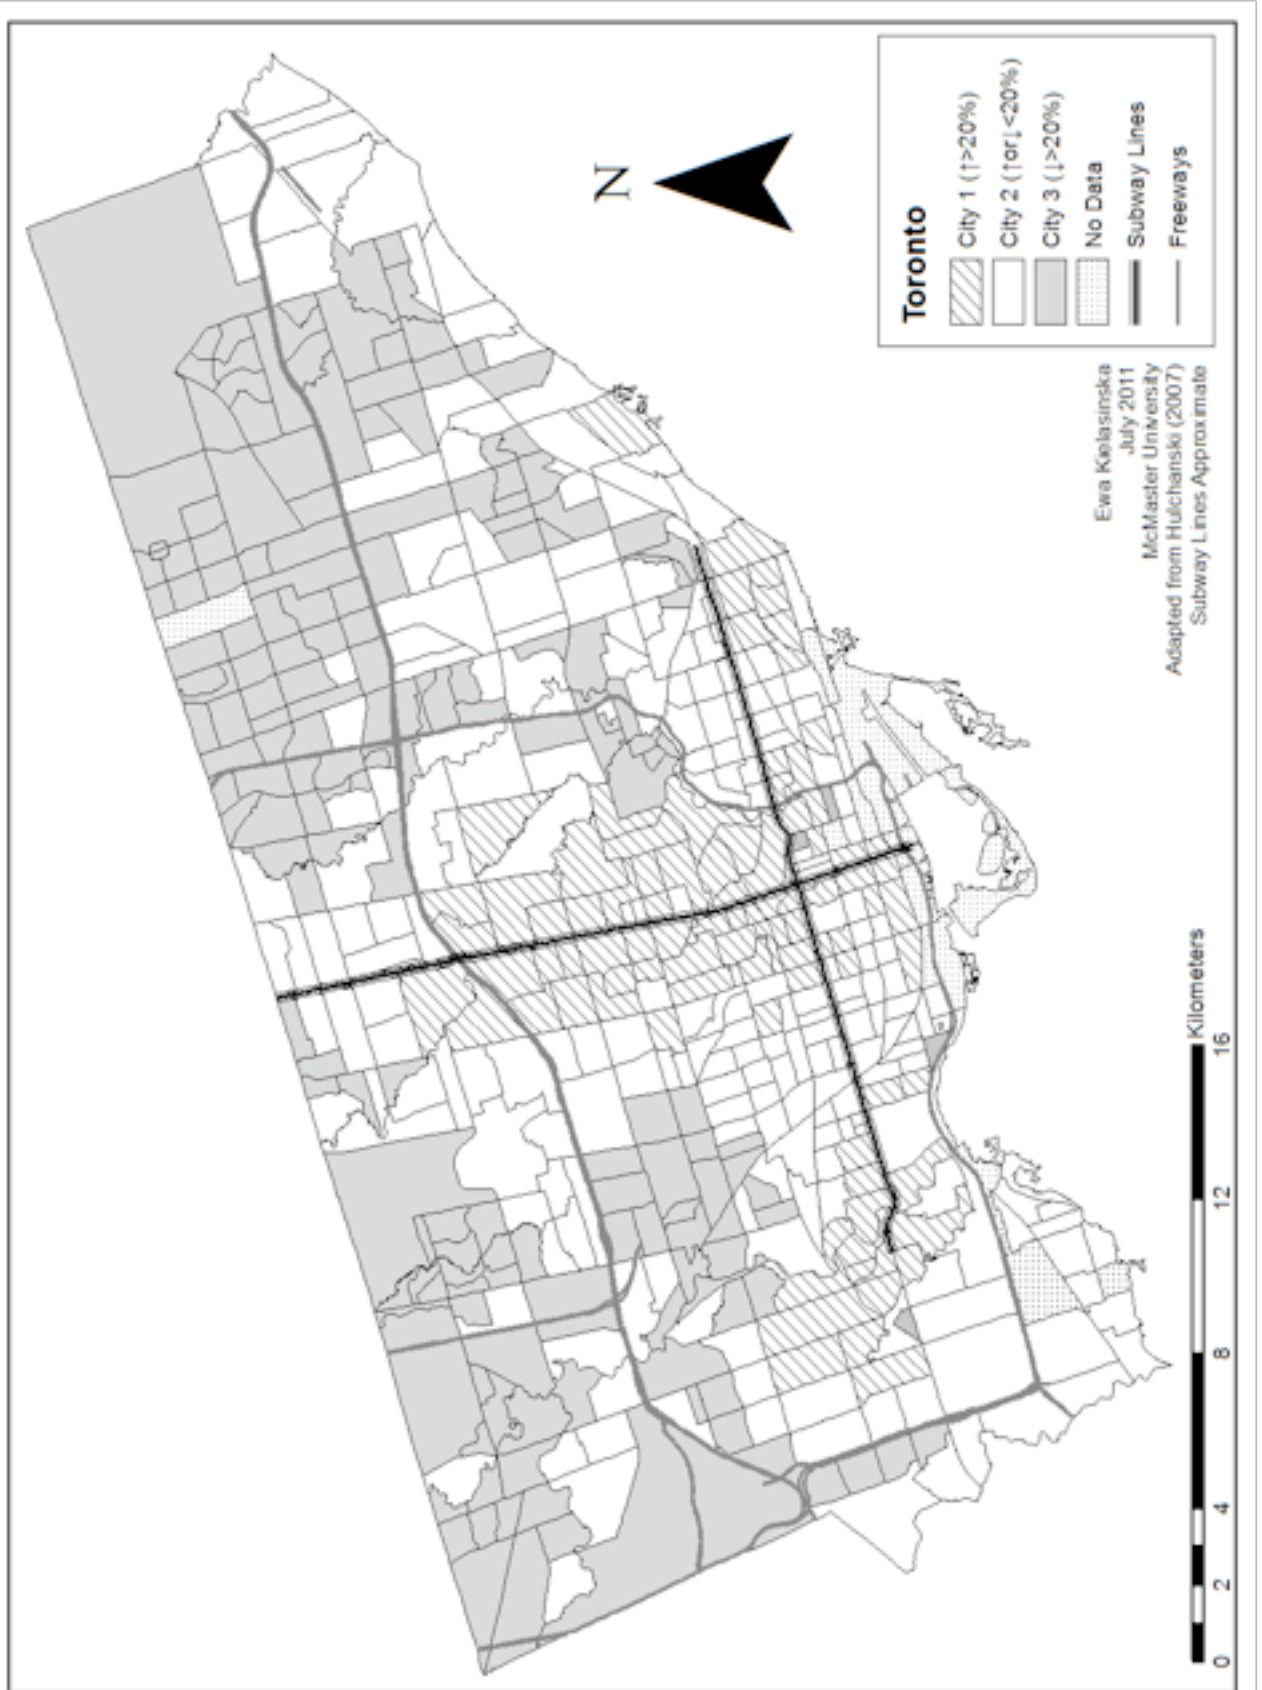 N
Toronto
City 1 (↑>20%)
City 2 (↑or↓<20%)
City 3 (↓>20%)
No Data
Subway Lines
Freeways
Ewa Kielasinska
July 2011
McMaster University
Adapted from Hulchanski (2007)
Subway Lines Approximate
Kilometers
0 2 4 8 12 16